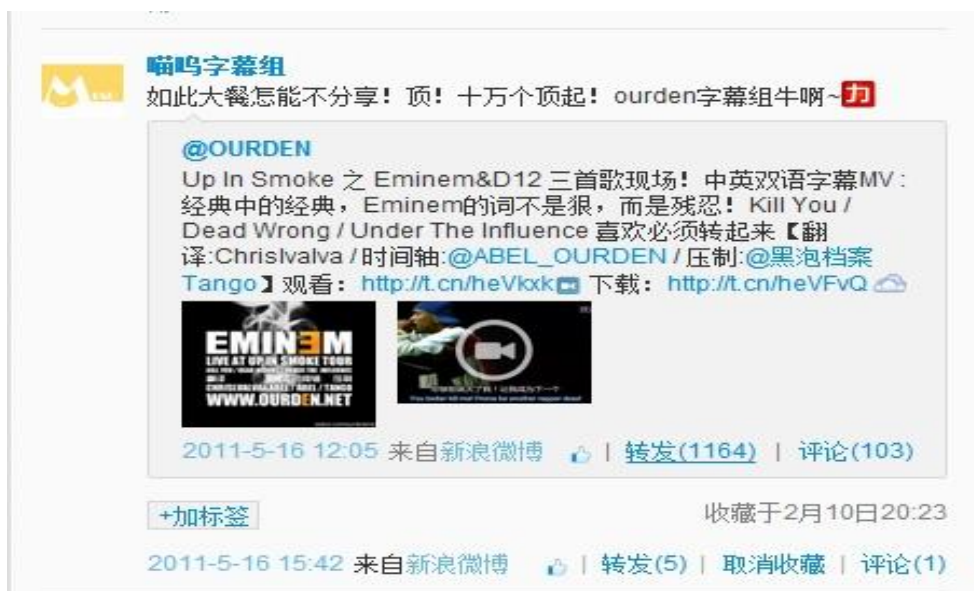 喵呜字幕组
如此大餐怎能不分享！顶！十万个顶起！ourden字幕组牛啊~力
@OURDEN
Up In Smoke 之 Eminem&D12 三首歌现场！中英双语字幕MV：
经典中的经典，Eminem的词不是狠，而是残忍！Kill You /
Dead Wrong / Under The Influence 喜欢必须转起来【翻
译:ChrisIvalva / 时间轴:@ABEL_OURDEN / 压制:@黑泡档案
Tango】观看：http://t.cn/heVkxk 下载：http://t.cn/heVFvQ
EMINEM
LIVE AT UP IN SMOKE TOUR
WWW.OURDEN.NET
2011-5-16 12:05 来自新浪微博 | 转发(1164) | 评论(103)
+加标签 收藏于2月10日20:23
2011-5-16 15:42 来自新浪微博 | 转发(5) | 取消收藏 | 评论(1)